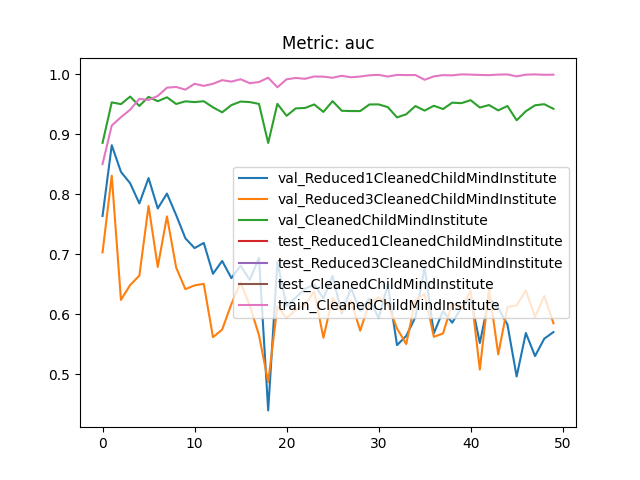 Metric: auc
1.0
0.9
0.8
0.7
0.6
0.5
val_Reduced1CleanedChildMindInstitute
val_Reduced3CleanedChildMindInstitute
val_CleanedChildMindInstitute
test_Reduced1CleanedChildMindInstitute
test_Reduced3CleanedChildMindInstitute
test_CleanedChildMindInstitute
train_CleanedChildMindInstitute
0 10 20 30 40 50